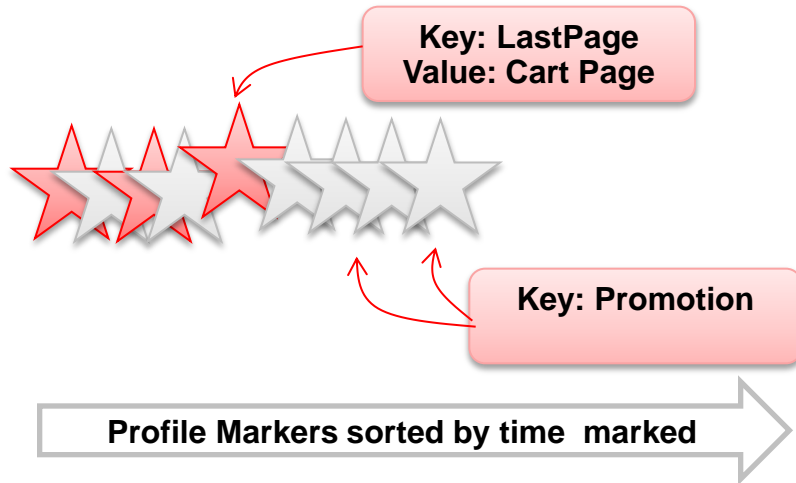 Key: LastPage
Value: Cart Page
Key: Promotion
Profile Markers sorted by time  marked